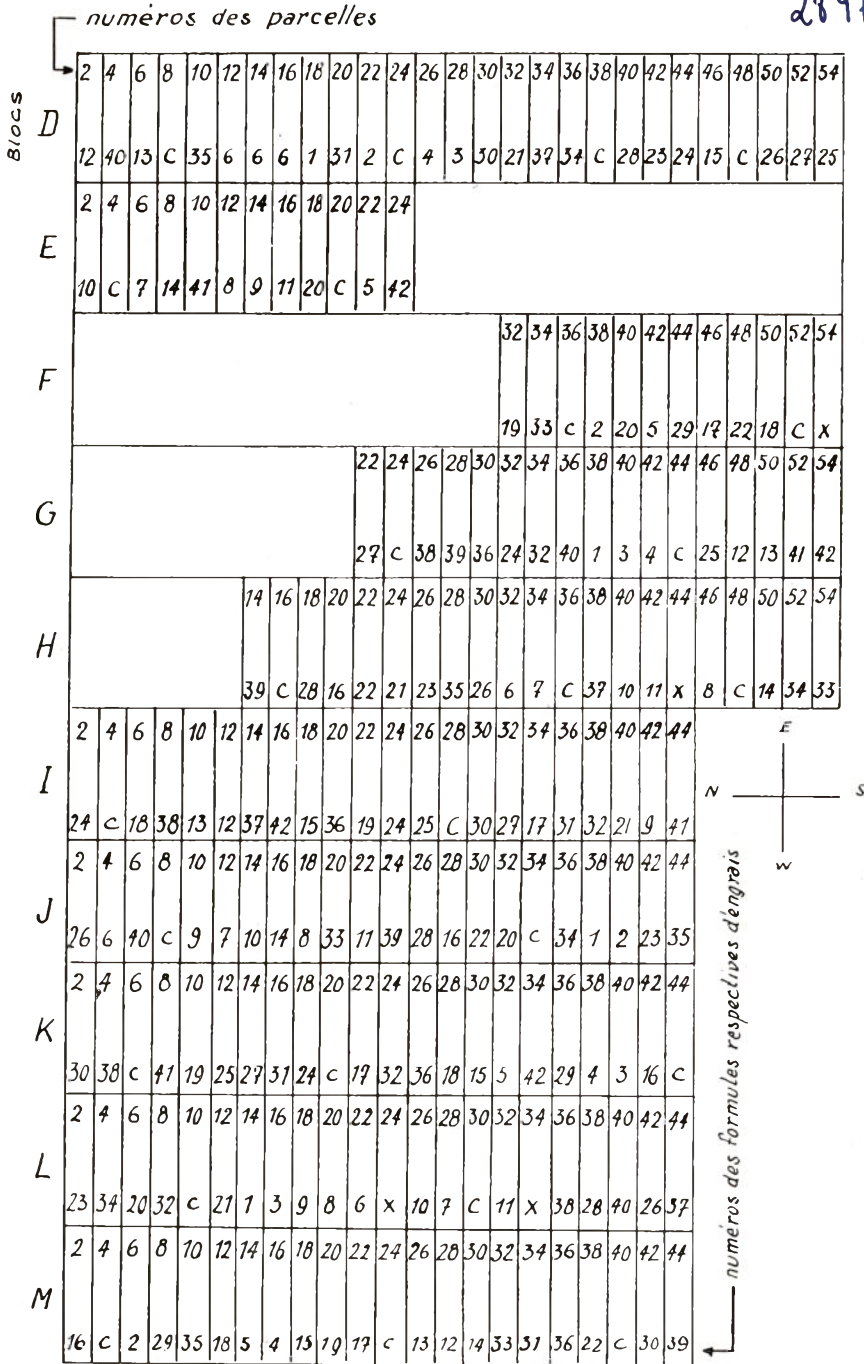 numéros des parcelles
Blocs
D
2 4 6 8 10 12 14 16 18 20 22 24 26 28 30 32 34 36 38 40 42 44 46 48 50 52 54
12 40 13 C 35 6 6 6 1 31 2 C 4 3 30 21 37 34 C 28 23 24 15 C 26 27 25
E
2 4 6 8 10 12 14 16 18 20 22 24
10 C 7 14 41 8 9 11 20 C 5 42
F
32 34 36 38 40 42 44 46 48 50 52 54
19 33 C 2 20 5 29 17 22 18 C X
G
22 24 26 28 30 32 34 36 38 40 42 44 46 48 50 52 54
27 C 38 39 36 24 32 40 1 3 4 C 25 12 13 41 42
H
14 16 18 20 22 24 26 28 30 32 34 36 38 40 42 44 46 48 50 52 54
39 C 28 16 22 21 23 35 26 6 7 C 37 10 11 X 8 C 14 34 33
I
2 4 6 8 10 12 14 16 18 20 22 24 26 28 30 32 34 36 38 40 42 44
24 C 18 38 13 12 37 42 15 36 19 24 25 C 30 27 17 31 32 21 9 41
E
N S
W
J
2 4 6 8 10 12 14 16 18 20 22 24 26 28 30 32 34 36 38 40 42 44
26 6 40 C 9 7 10 14 8 33 11 39 28 16 22 20 C 34 1 2 23 35
K
2 4 6 8 10 12 14 16 18 20 22 24 26 28 30 32 34 36 38 40 42 44
30 38 C 41 19 25 27 31 24 C 17 32 36 18 15 5 42 29 4 3 16 C
L
2 4 6 8 10 12 14 16 18 20 22 24 26 28 30 32 34 36 38 40 42 44
23 34 20 32 C 21 1 3 9 8 6 X 10 7 C 11 X 38 28 40 26 37
M
2 4 6 8 10 12 14 16 18 20 22 24 26 28 30 32 34 36 38 40 42 44
16 C 2 29 35 18 5 4 15 19 17 C 13 12 14 33 31 36 22 C 30 39
numéros des formules respectives d'engrais